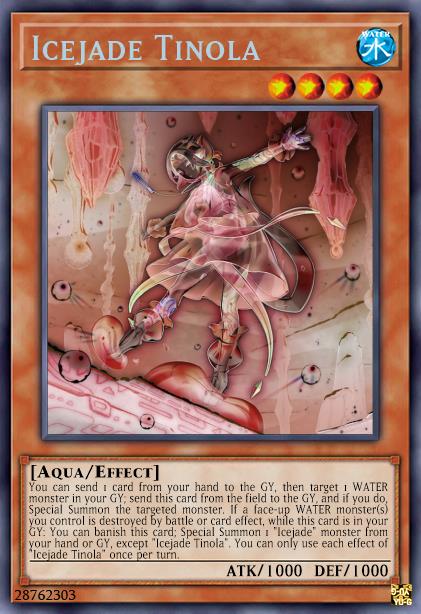 Icejade Tinola
WATER
水
[Aqua/Effect]
You can send 1 card from your hand to the GY, then target 1 WATER
monster in your GY; send this card from the field to the GY, and if you do,
Special Summon the targeted monster. If a face-up WATER monster(s)
you control is destroyed by battle or card effect, while this card is in your
GY: You can banish this card; Special Summon 1 "Icejade" monster from
your hand or GY, except "Icejade Tinola". You can only use each effect of
"Icejade Tinola" once per turn.
ATK/1000 DEF/1000
28762303